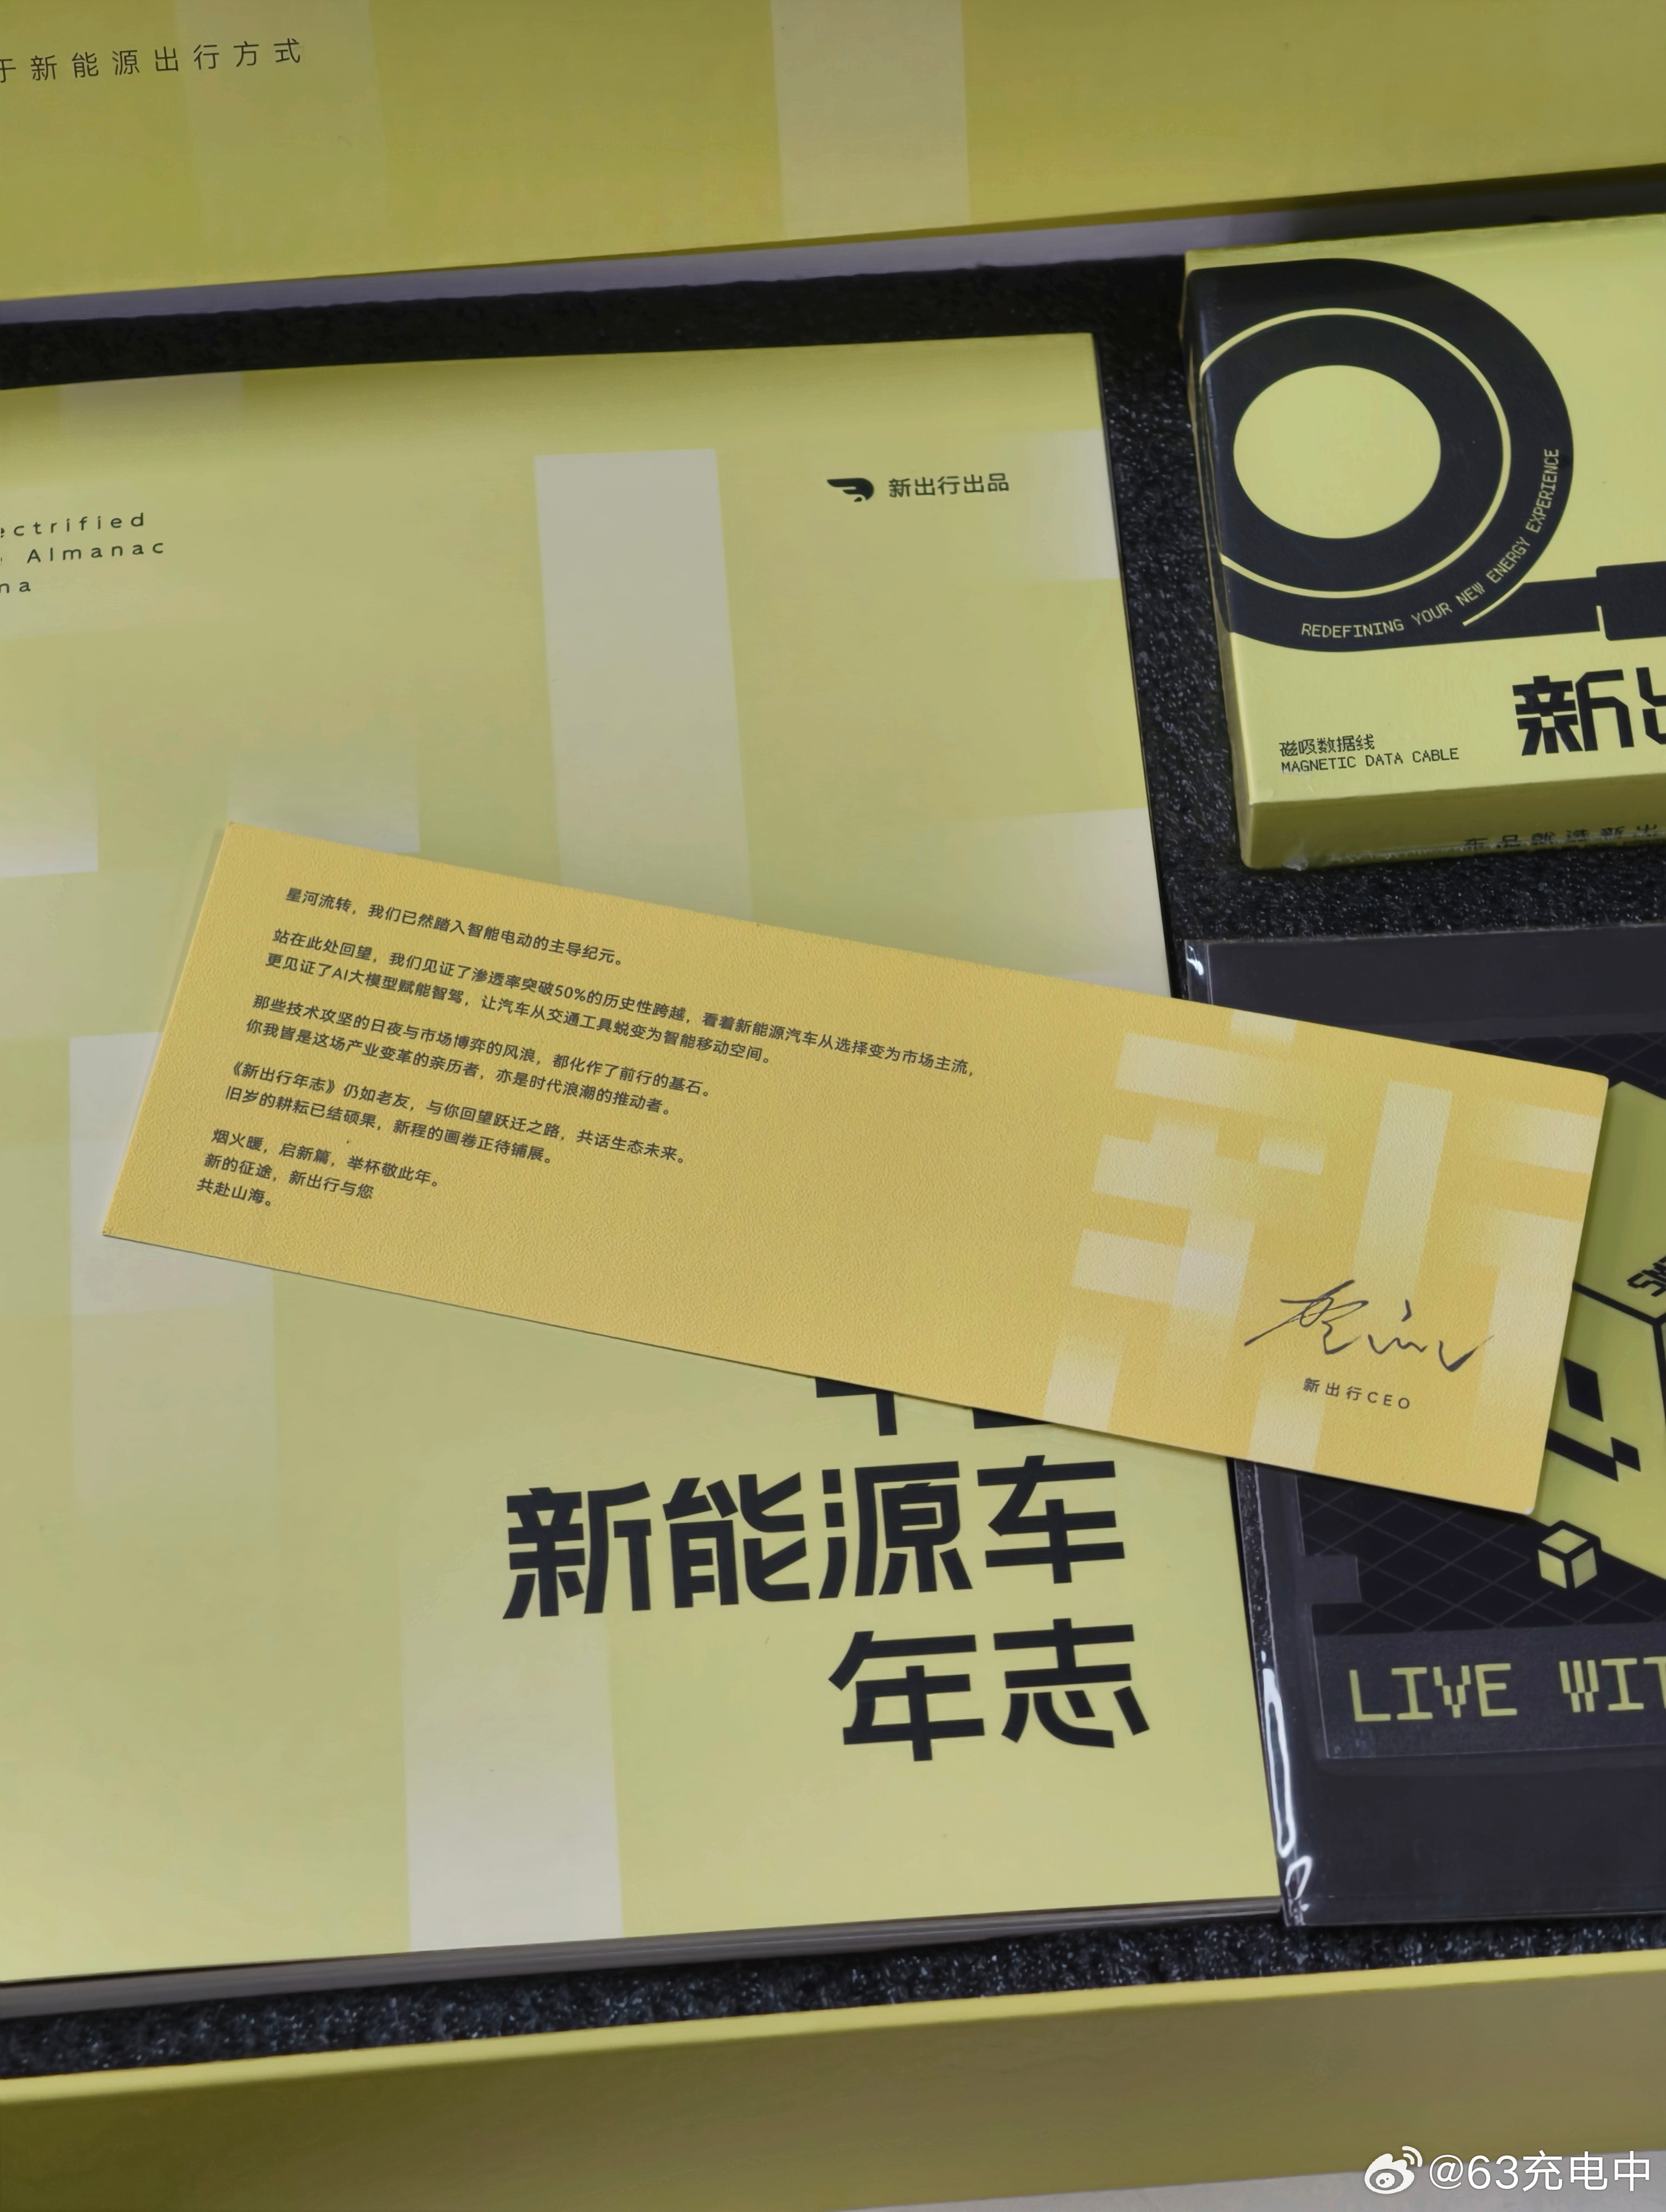 新能源出行方式
ectrified
Almanac
na
新出行出品
REDEFINING YOUR NEW ENERGY EXPERIENCE
新出
磁吸数据线
MAGNETIC DATA CABLE
星河流转，我们已然踏入智能电动的主导纪元。
站在此处回望，我们见证了渗透率突破50%的历史性跨越，看着新能源汽车从选择变为市场主流，
更见证了AI大模型赋能智驾，让汽车从交通工具蜕变为智能移动空间。
那些技术攻坚的日夜与市场博弈的风浪，都化作了前行的基石。
你我皆是这场产业变革的亲历者，亦是时代浪潮的推动者。
《新出行年志》仍如老友，与你回望跃迁之路，共话生态未来。
旧岁的耕耘已结硕果，新程的画卷正待铺展。
烟火暖，启新篇，举杯敬此年。
新的征途，新出行与您
共赴山海。
新出行CEO
新能源车
年志
LIVE WIT
@63充电中